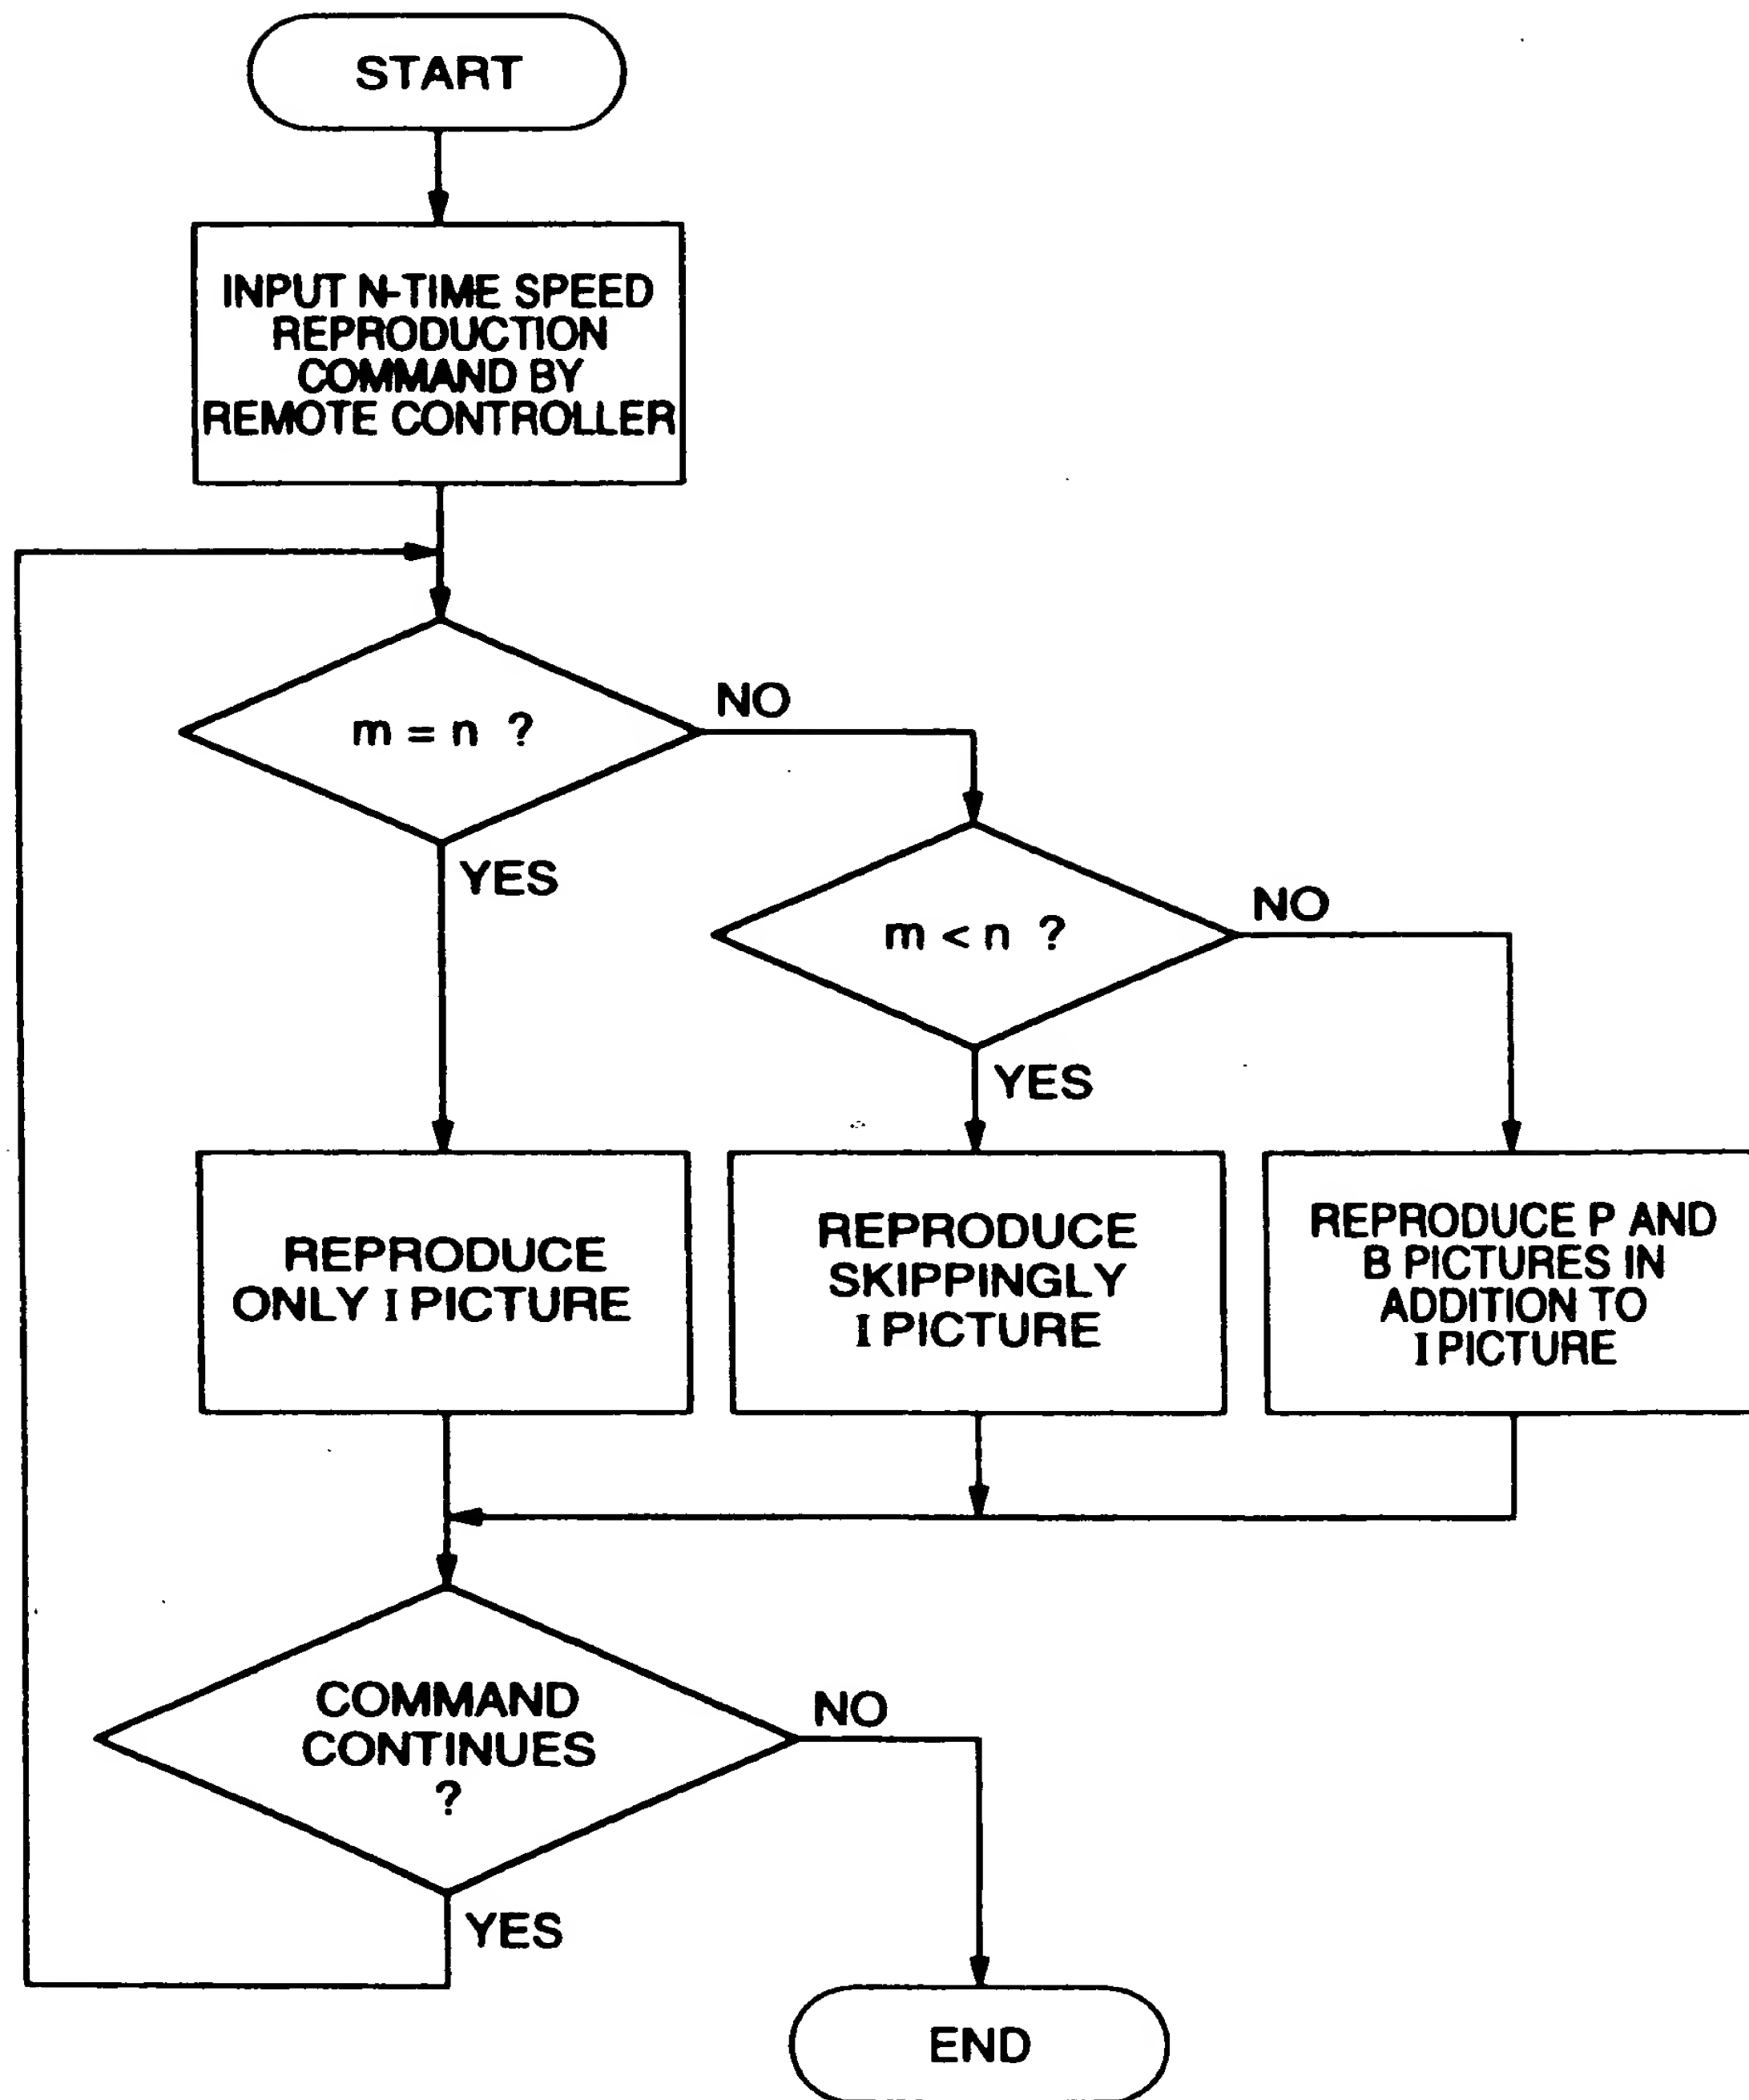 START
INPUT N-TIME SPEED
REPRODUCTION
COMMAND BY
REMOTE CONTROLLER
m = n ?
NO
YES
m < n ?
NO
YES
REPRODUCE
ONLY I PICTURE
REPRODUCE
SKIPPINGLY
I PICTURE
REPRODUCE P AND
B PICTURES IN
ADDITION TO
I PICTURE
COMMAND
CONTINUES
?
NO
YES
END